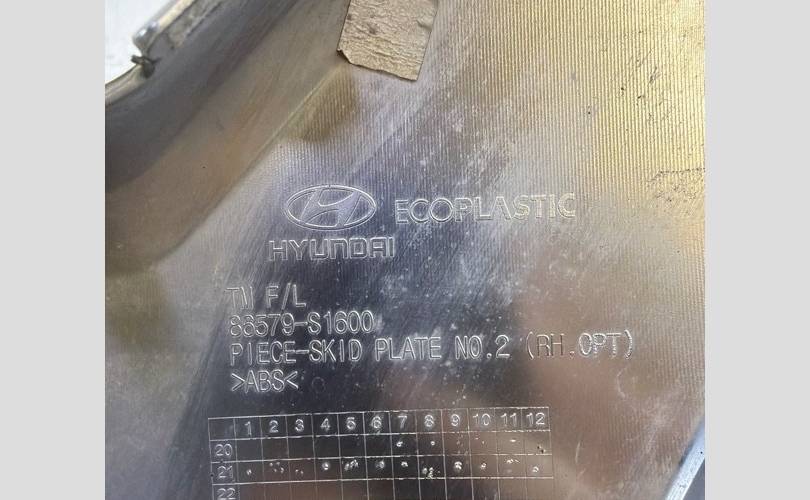 ECOPLASTIC
HYUNDAI
TM F/L
86579-S1600
PIECE-SKID PLATE NO.2 (RH.OPT)
>ABS<
1 2 3 4 5 6 7 8 9 10 11 12
20
21
22